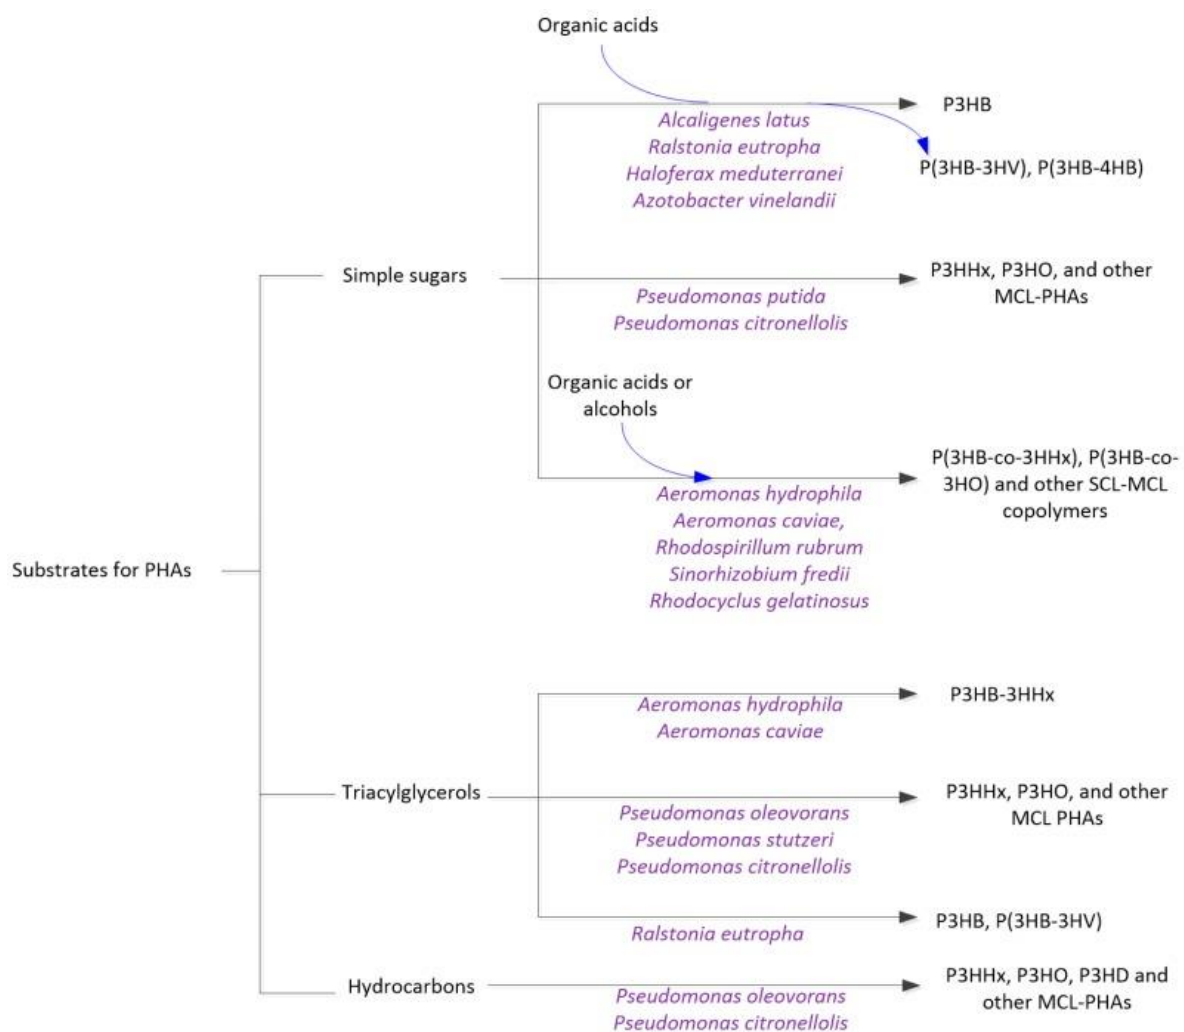 Organic acids
P3HB
Alcaligenes latus
Ralstonia eutropha
Haloferax meduterranei
Azotobacter vinelandii
P(3HB-3HV), P(3HB-4HB)
Simple sugars
P3HHx, P3HO, and other
MCL-PHAs
Pseudomonas putida
Pseudomonas citronellolis
Organic acids or
alcohols
P(3HB-co-3HHx), P(3HB-co-
3HO) and other SCL-MCL
copolymers
Aeromonas hydrophila
Aeromonas caviae,
Rhodospirillum rubrum
Sinorhizobium fredii
Rhodocyclus gelatinosus
Substrates for PHAs
P3HB-3HHx
Aeromonas hydrophila
Aeromonas caviae
Triacylglycerols
P3HHx, P3HO, and other
MCL PHAs
Pseudomonas oleovorans
Pseudomonas stutzeri
Pseudomonas citronellolis
P3HB, P(3HB-3HV)
Ralstonia eutropha
Hydrocarbons
P3HHx, P3HO, P3HD and
other MCL-PHAs
Pseudomonas oleovorans
Pseudomonas citronellolis